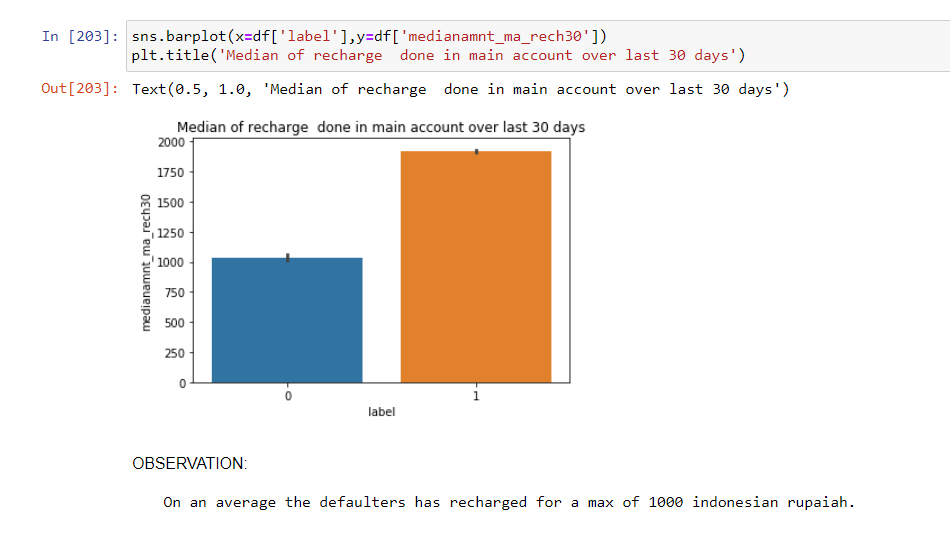 In [203]: sns.barplot(x=df['label'],y=df['medianamnt_ma_rech30'])
plt.title('Median of recharge  done in main account over last 30 days')
Out[203]: Text(0.5, 1.0, 'Median of recharge  done in main account over last 30 days')
Median of recharge  done in main account over last 30 days
2000
1750
1500
1250
1000
750
500
250
0
medianamnt_ma_rech30
0 1
label
OBSERVATION:
On an average the defaulters has recharged for a max of 1000 indonesian rupaiah.